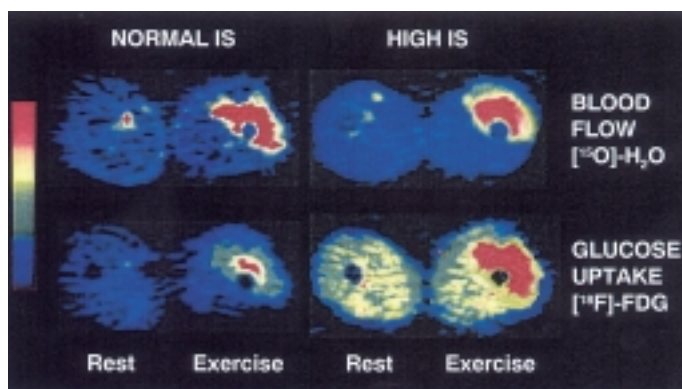 NORMAL IS HIGH IS
BLOOD
FLOW
[¹⁵O]-H₂O
GLUCOSE
UPTAKE
[¹⁸F]-FDG
Rest Exercise Rest Exercise